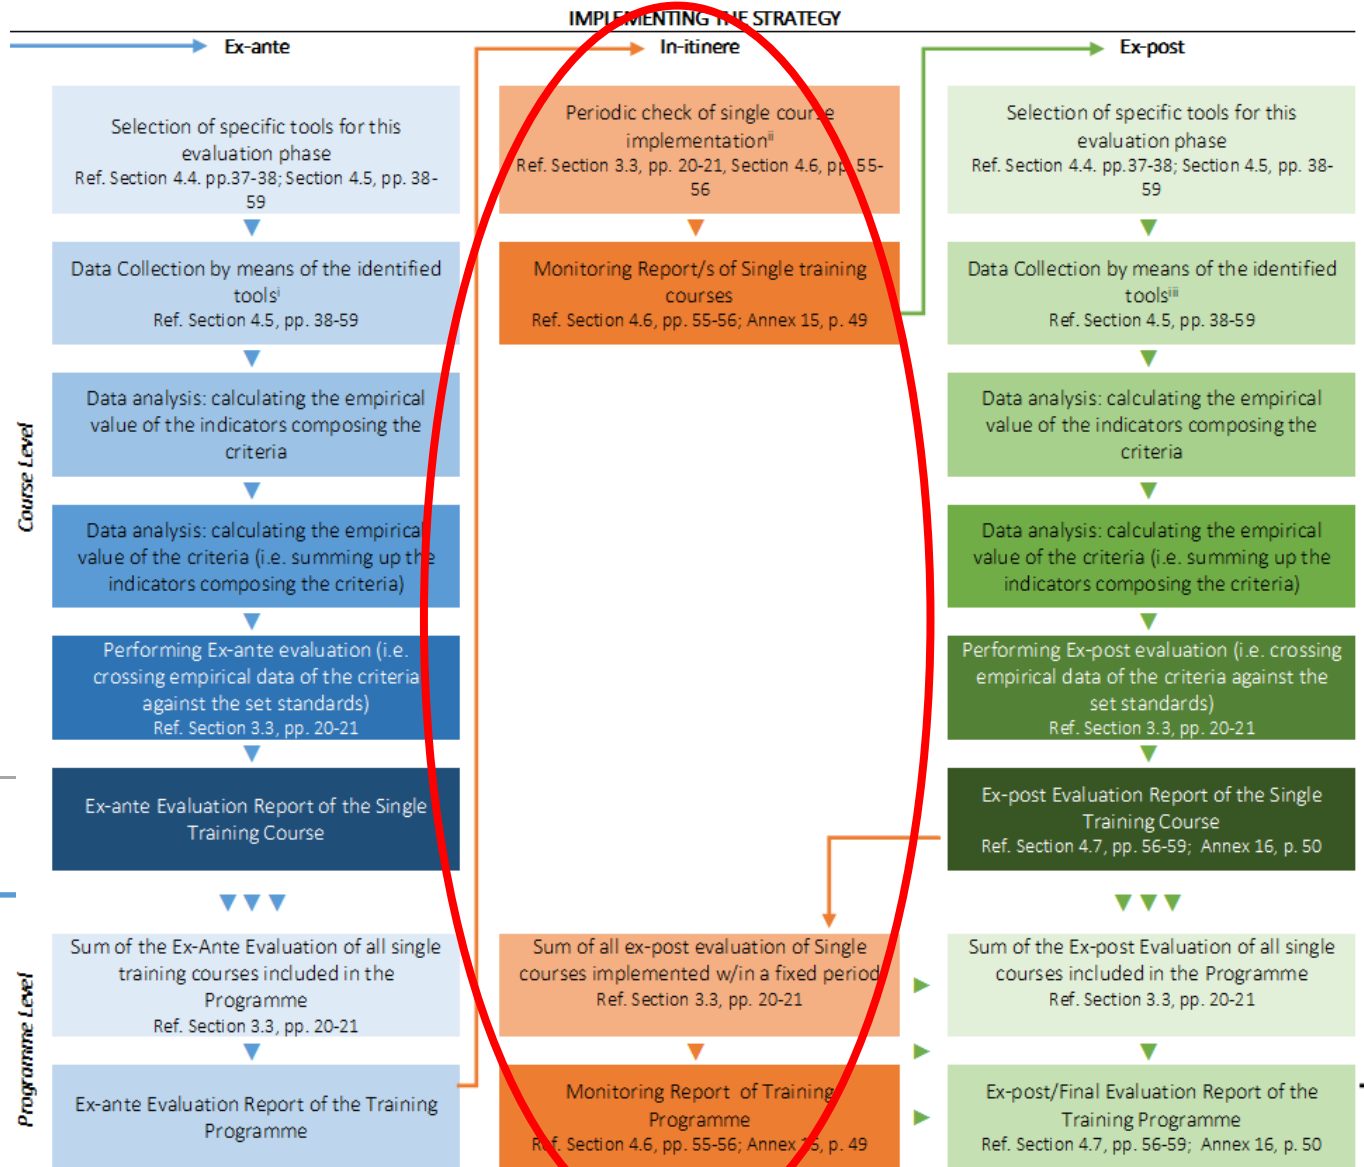 IMPLEMENTING THE STRATEGY
Ex-ante
In-itinere
Ex-post
Course Level
Programme Level
Selection of specific tools for this
evaluation phase
Ref. Section 4.4. pp.37-38; Section 4.5, pp. 38-
59
Data Collection by means of the identified
toolsⁱ
Ref. Section 4.5, pp. 38-59
Data analysis: calculating the empirical
value of the indicators composing the
criteria
Data analysis: calculating the empirical
value of the criteria (i.e. summing up the
indicators composing the criteria)
Performing Ex-ante evaluation (i.e.
crossing empirical data of the criteria
against the set standards)
Ref. Section 3.3, pp. 20-21
Ex-ante Evaluation Report of the Single
Training Course
Sum of the Ex-Ante Evaluation of all single
training courses included in the
Programme
Ref. Section 3.3, pp. 20-21
Ex-ante Evaluation Report of the Training
Programme
Periodic check of single course
implementationⁱⁱ
Ref. Section 3.3, pp. 20-21, Section 4.6, pp. 55-
56
Monitoring Report/s of Single training
courses
Ref. Section 4.6, pp. 55-56; Annex 15, p. 49
Sum of all ex-post evaluation of Single
courses implemented w/in a fixed period
Ref. Section 3.3, pp. 20-21
Monitoring Report of Training
Programme
Ref. Section 4.6, pp. 55-56; Annex 15, p. 49
Selection of specific tools for this
evaluation phase
Ref. Section 4.4. pp.37-38; Section 4.5, pp. 38-
59
Data Collection by means of the identified
toolsⁱⁱⁱ
Ref. Section 4.5, pp. 38-59
Data analysis: calculating the empirical
value of the indicators composing the
criteria
Data analysis: calculating the empirical
value of the criteria (i.e. summing up the
indicators composing the criteria)
Performing Ex-post evaluation (i.e. crossing
empirical data of the criteria against the
set standards)
Ref. Section 3.3, pp. 20-21
Ex-post Evaluation Report of the Single
Training Course
Ref. Section 4.7, pp. 56-59; Annex 16, p. 50
Sum of the Ex-post Evaluation of all single
courses included in the Programme
Ref. Section 3.3, pp. 20-21
Ex-post/Final Evaluation Report of the
Training Programme
Ref. Section 4.7, pp. 56-59; Annex 16, p. 50